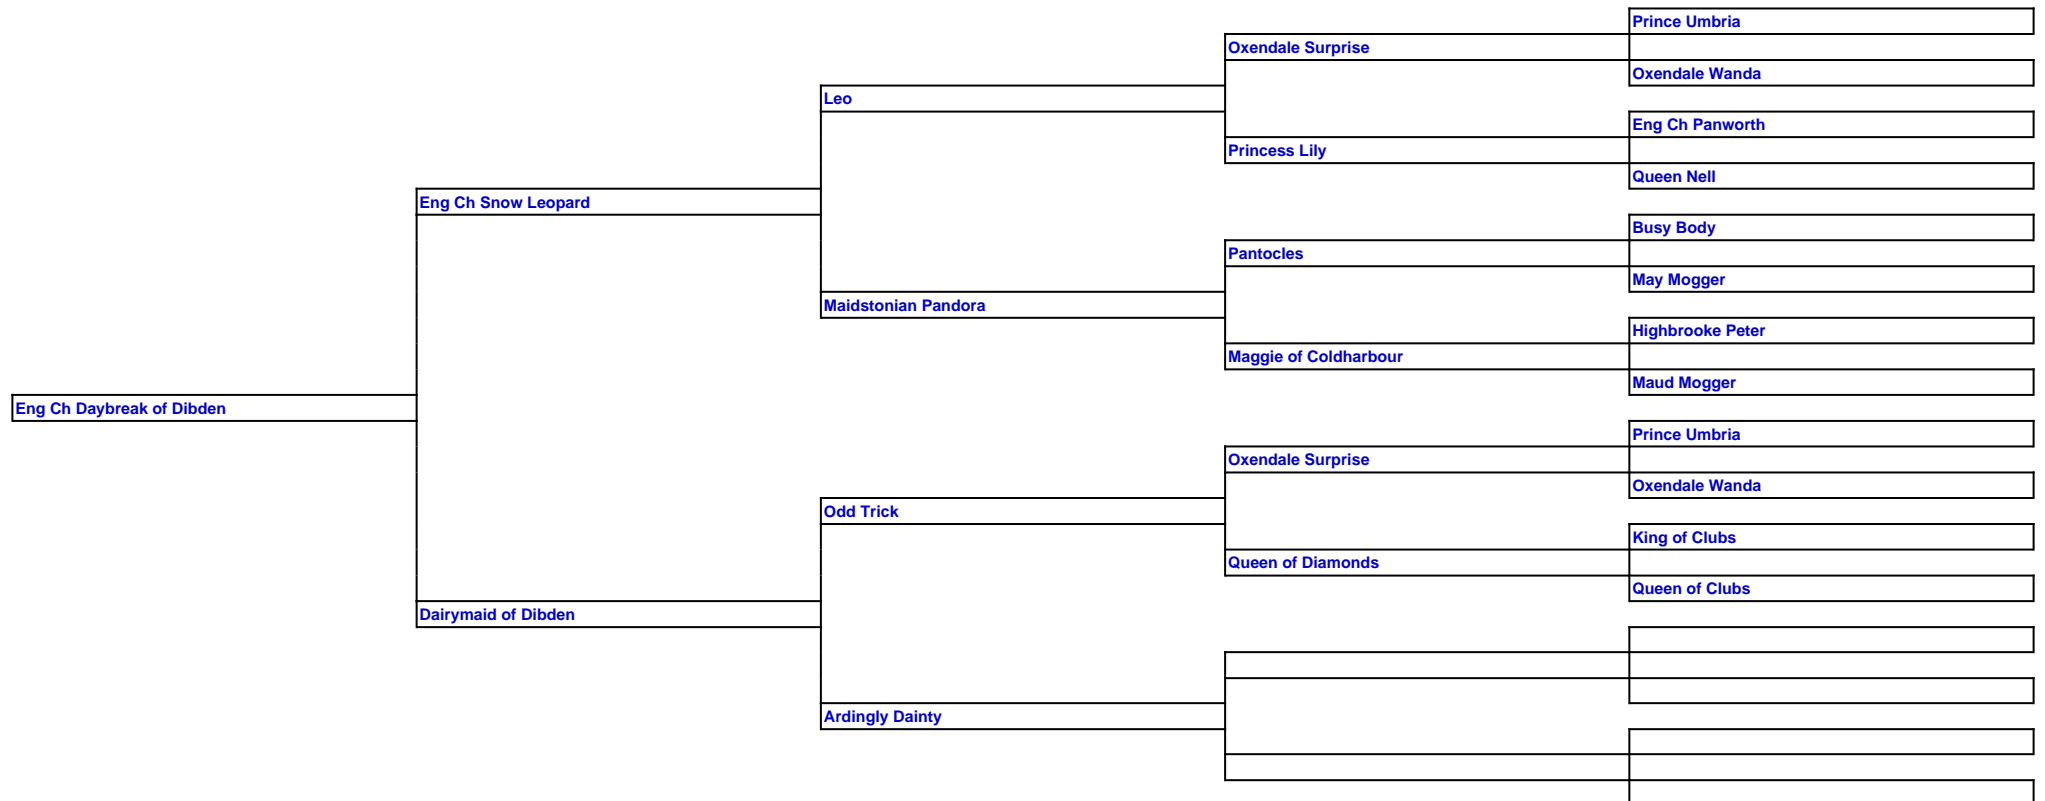 Prince Umbria
Oxendale Surprise
Oxendale Wanda
Leo
Eng Ch Panworth
Princess Lily
Queen Nell
Eng Ch Snow Leopard
Busy Body
Pantocles
May Mogger
Maidstonian Pandora
Highbrooke Peter
Maggie of Coldharbour
Maud Mogger
Eng Ch Daybreak of Dibden
Prince Umbria
Oxendale Surprise
Oxendale Wanda
Odd Trick
King of Clubs
Queen of Diamonds
Queen of Clubs
Dairymaid of Dibden
Ardingly Dainty